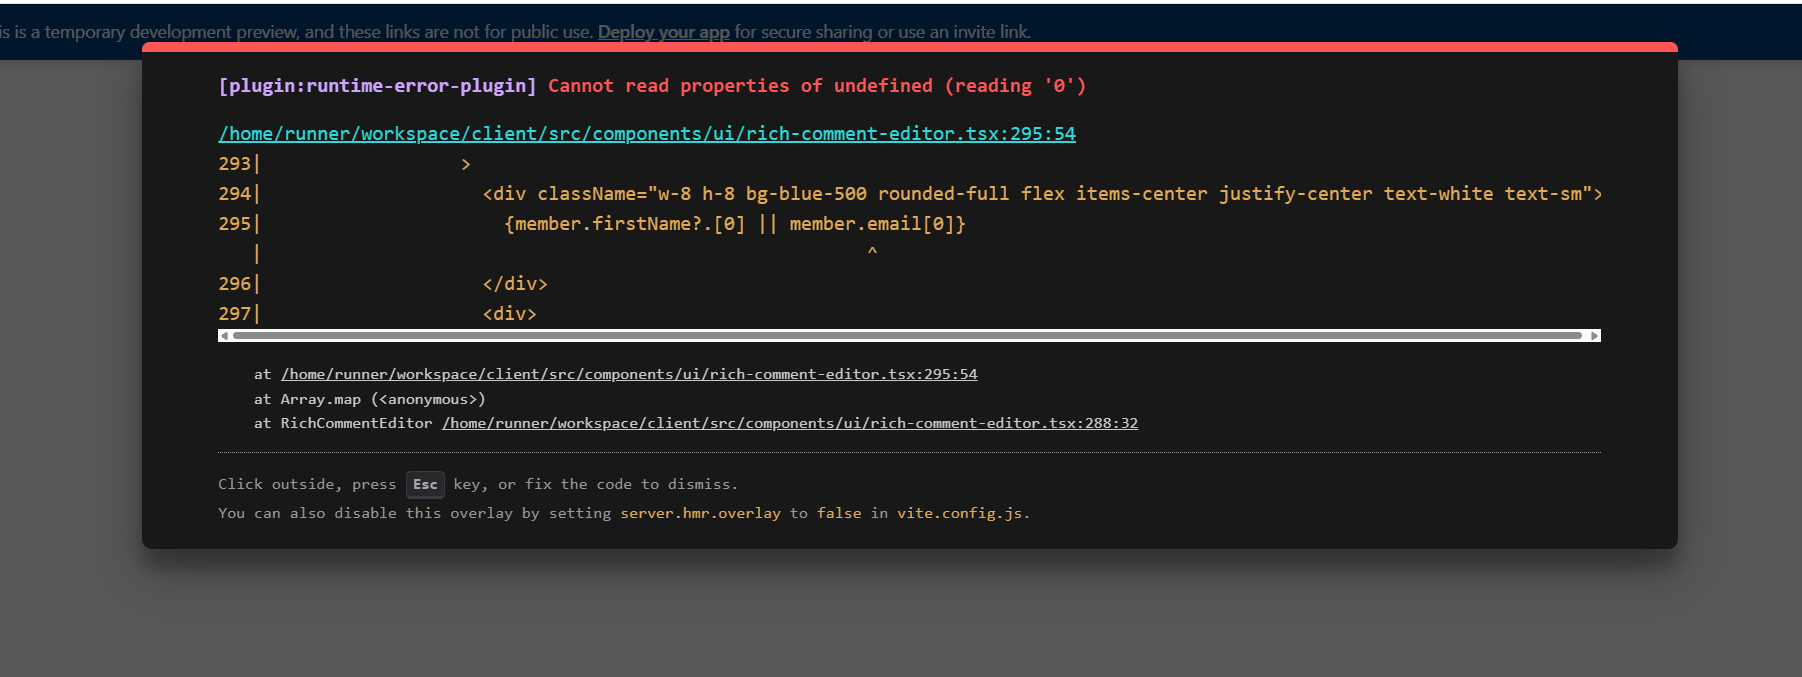 is is a temporary development preview, and these links are not for public use. Deploy your app for secure sharing or use an invite link.
[plugin:runtime-error-plugin] Cannot read properties of undefined (reading '0')
/home/runner/workspace/client/src/components/ui/rich-comment-editor.tsx:295:54
293|                   >
294|                     <div className="w-8 h-8 bg-blue-500 rounded-full flex items-center justify-center text-white text-sm">
295|                       {member.firstName?.[0] || member.email[0]}
   |                                                        ^
296|                     </div>
297|                     <div>
at /home/runner/workspace/client/src/components/ui/rich-comment-editor.tsx:295:54
at Array.map (<anonymous>)
at RichCommentEditor /home/runner/workspace/client/src/components/ui/rich-comment-editor.tsx:288:32
Click outside, press Esc key, or fix the code to dismiss.
You can also disable this overlay by setting server.hmr.overlay to false in vite.config.js.